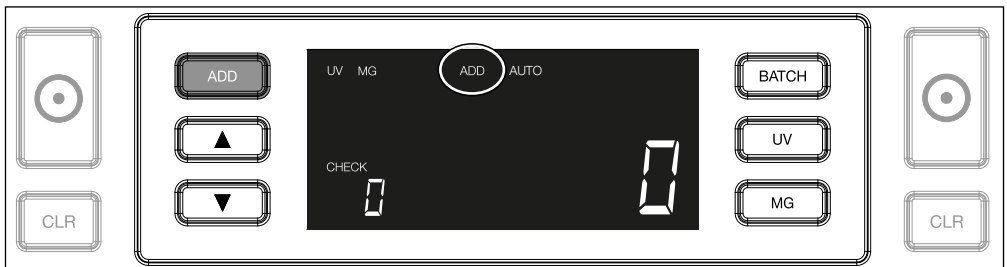 ADD
UV MG ADD AUTO
BATCH
▲
UV
CHECK
0
0
▼
MG
CLR
CLR